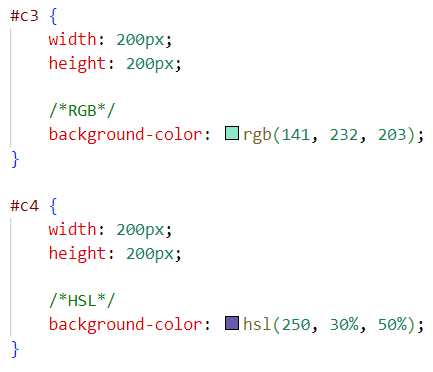 #c3 {
    width: 200px;
    height: 200px;

    /*RGB*/
    background-color: rgb(141, 232, 203);
}

#c4 {
    width: 200px;
    height: 200px;

    /*HSL*/
    background-color: hsl(250, 30%, 50%);
}